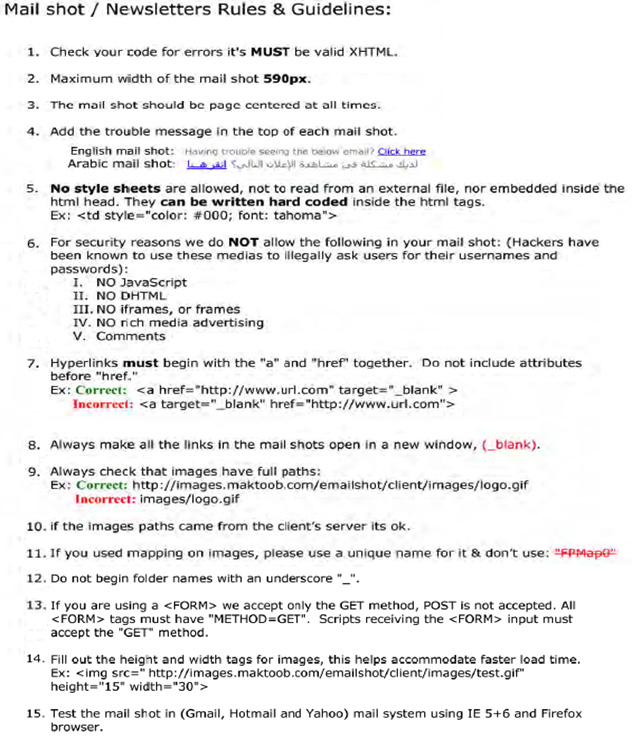 Mail shot / Newsletters Rules & Guidelines:
1. Check your code for errors it's MUST be valid XHTML.
2. Maximum width of the mail shot 590px.
3. The mail shot should be page centered at all times.
4. Add the trouble message in the top of each mail shot.
English mail shot: Having trouble seeing the below email? Click here
Arabic mail shot: لديك مشكلة في مشاهدة الإعلان التالي؟ انقر هنا
5. No style sheets are allowed, not to read from an external file, nor embedded inside the
html head. They can be written hard coded inside the html tags.
Ex: <td style="color: #000; font: tahoma">
6. For security reasons we do NOT allow the following in your mail shot: (Hackers have
been known to use these medias to illegally ask users for their usernames and
passwords):
I. NO JavaScript
II. NO DHTML
III. NO iframes, or frames
IV. NO rich media advertising
V. Comments
7. Hyperlinks must begin with the "a" and "href" together. Do not include attributes
before "href."
Ex: Correct: <a href="http://www.url.com" target="_blank" >
Incorrect: <a target="_blank" href="http://www.url.com">
8. Always make all the links in the mail shots open in a new window, (_blank).
9. Always check that images have full paths:
Ex: Correct: http://images.maktoob.com/emailshot/client/images/logo.gif
Incorrect: images/logo.gif
10. if the images paths came from the client's server its ok.
11. If you used mapping on images, please use a unique name for it & don't use: "FPMap0"
12. Do not begin folder names with an underscore "_".
13. If you are using a <FORM> we accept only the GET method, POST is not accepted. All
<FORM> tags must have "METHOD=GET". Scripts receiving the <FORM> input must
accept the "GET" method.
14. Fill out the height and width tags for images, this helps accommodate faster load time.
Ex: <img src=" http://images.maktoob.com/emailshot/client/images/test.gif"
height="15" width="30">
15. Test the mail shot in (Gmail, Hotmail and Yahoo) mail system using IE 5+6 and Firefox
browser.